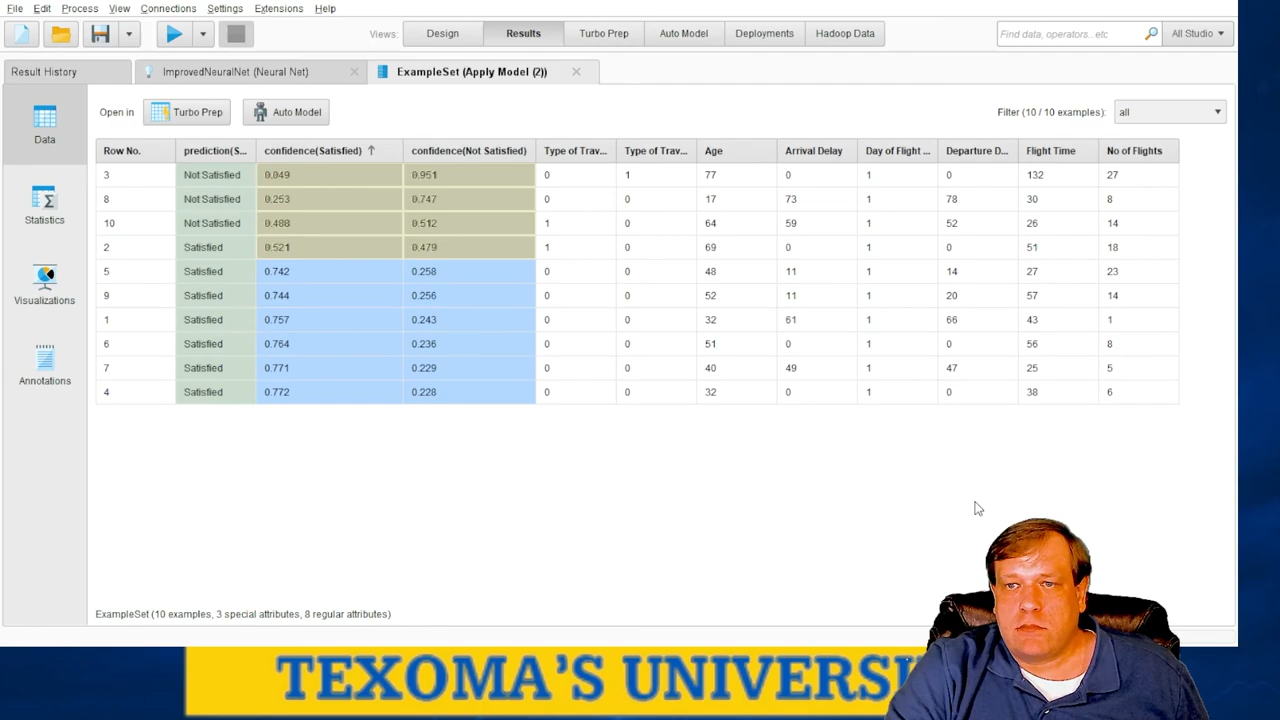 File Edit Process View Connections Settings Extensions Help
Views: Design Results Turbo Prep Auto Model Deployments Hadoop Data Find data, operators...etc All Studio
Result History ImprovedNeuralNet (Neural Net) ExampleSet (Apply Model (2))
Open in Turbo Prep Auto Model Filter (10 / 10 examples): all
Data
Statistics
Visualizations
Annotations
Row No. prediction(S... confidence(Satisfied) confidence(Not Satisfied) Type of Trav... Type of Trav... Age Arrival Delay Day of Flight ... Departure D... Flight Time No of Flights
3 Not Satisfied 0.049 0.951 0 1 77 0 1 0 132 27
8 Not Satisfied 0.253 0.747 0 0 17 73 1 78 30 8
10 Not Satisfied 0.488 0.512 1 0 64 59 1 52 26 14
2 Satisfied 0.521 0.479 1 0 69 0 1 0 51 18
5 Satisfied 0.742 0.258 0 0 48 11 1 14 27 23
9 Satisfied 0.744 0.256 0 0 52 11 1 20 57 14
1 Satisfied 0.757 0.243 0 0 32 61 1 66 43 1
6 Satisfied 0.764 0.236 0 0 51 0 1 0 56 8
7 Satisfied 0.771 0.229 0 0 40 49 1 47 25 5
4 Satisfied 0.772 0.228 0 0 32 0 1 0 38 6
ExampleSet (10 examples, 3 special attributes, 8 regular attributes)
TEXOMA'S